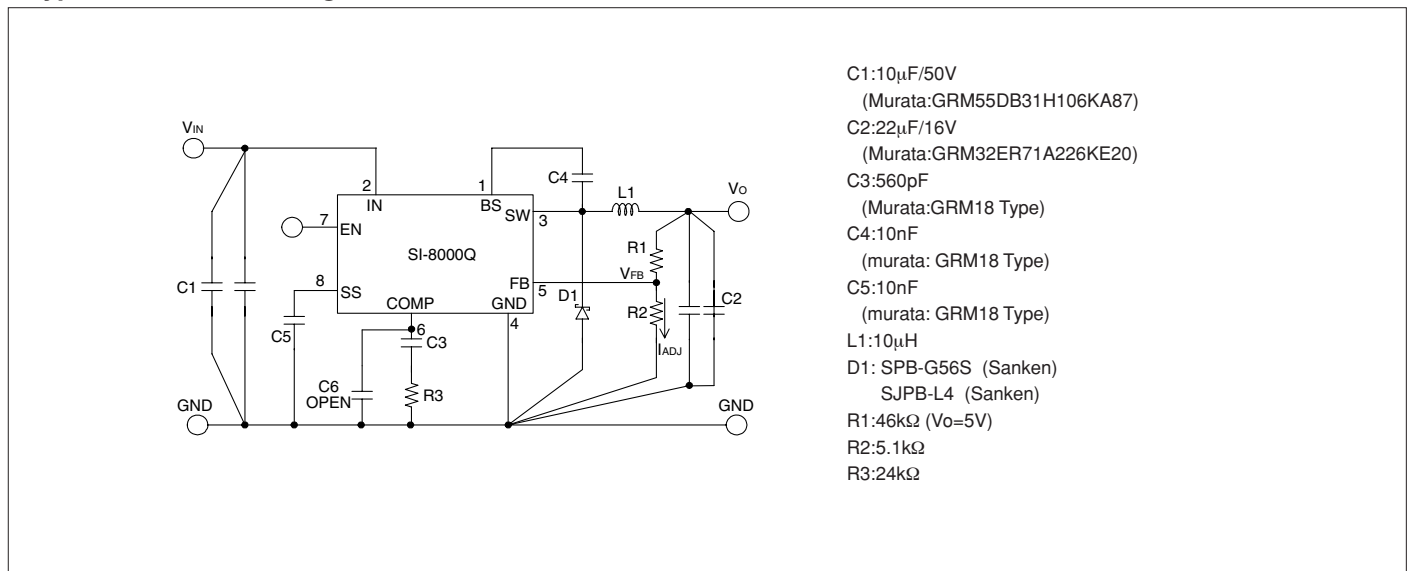 VIN
C1
GND
2
IN
7
EN
8
SS
C5
SI-8000Q
COMP
6
C3
C6
OPEN
R3
1
BS
SW
3
FB
5
GND
4
C4
D1
L1
R1
VFB
R2
IADJ
VO
C2
GND
C1:10μF/50V
(Murata:GRM55DB31H106KA87)
C2:22μF/16V
(Murata:GRM32ER71A226KE20)
C3:560pF
(Murata:GRM18 Type)
C4:10nF
(murata: GRM18 Type)
C5:10nF
(murata: GRM18 Type)
L1:10μH
D1: SPB-G56S (Sanken)
SJPB-L4 (Sanken)
R1:46kΩ (Vo=5V)
R2:5.1kΩ
R3:24kΩ